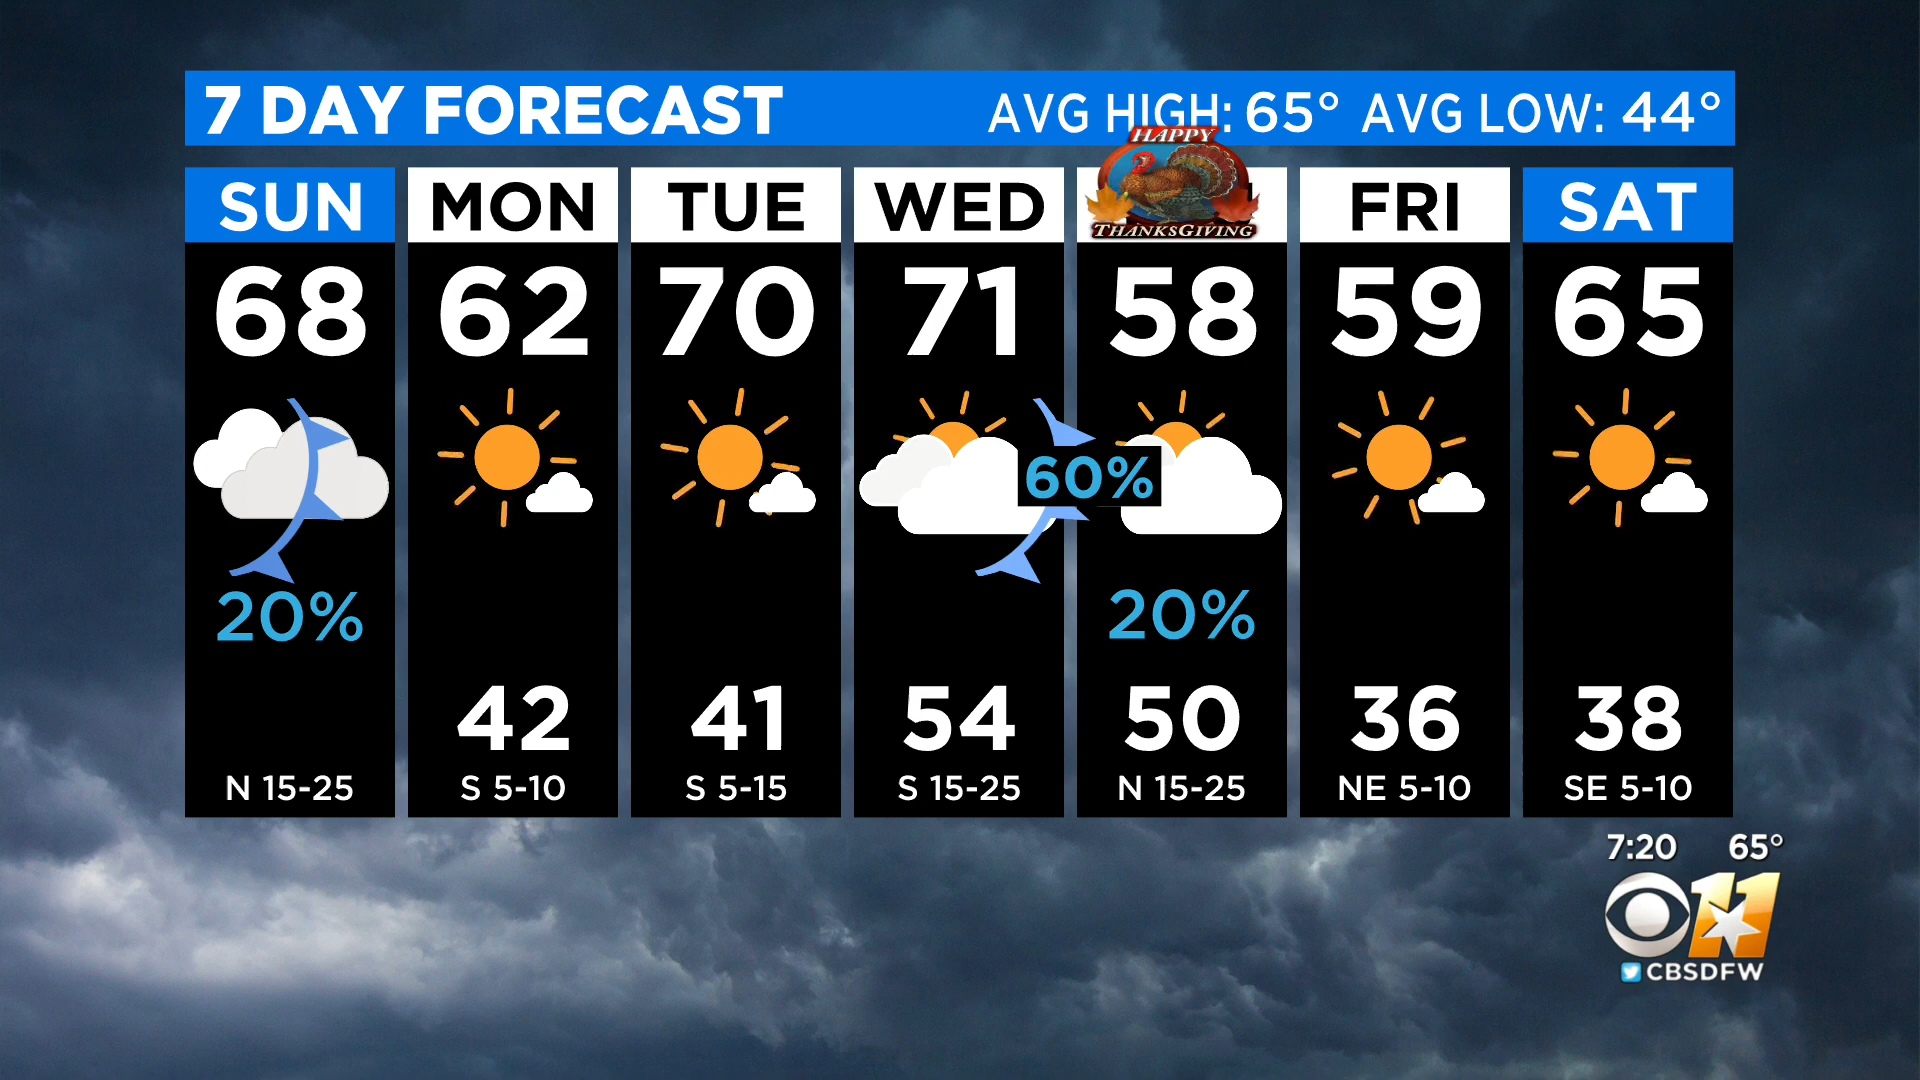 7 DAY FORECAST AVG HIGH: 65° AVG LOW: 44°
HAPPY
THANKSGIVING
SUN MON TUE WED FRI SAT
68 62 70 71 58 59 65
60%
20% 20%
42 41 54 50 36 38
N 15-25 S 5-10 S 5-15 S 15-25 N 15-25 NE 5-10 SE 5-10
7:20 65°
11
CBSDFW